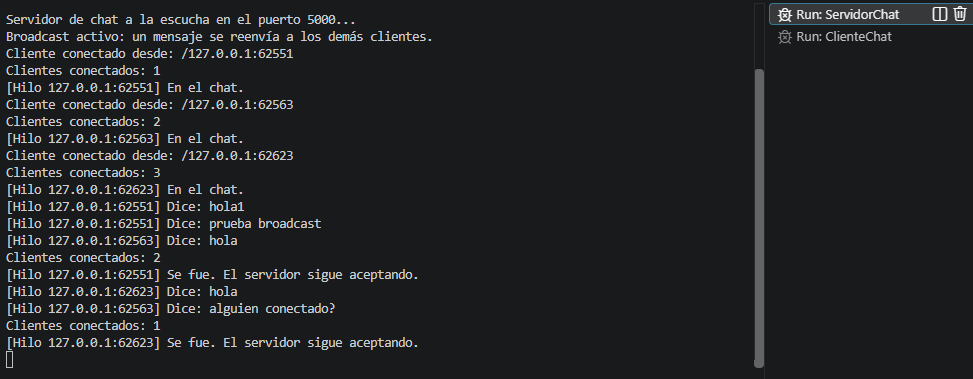 Servidor de chat a la escucha en el puerto 5000...
Broadcast activo: un mensaje se reenvía a los demás clientes.
Cliente conectado desde: /127.0.0.1:62551
Clientes conectados: 1
[Hilo 127.0.0.1:62551] En el chat.
Cliente conectado desde: /127.0.0.1:62563
Clientes conectados: 2
[Hilo 127.0.0.1:62563] En el chat.
Cliente conectado desde: /127.0.0.1:62623
Clientes conectados: 3
[Hilo 127.0.0.1:62623] En el chat.
[Hilo 127.0.0.1:62551] Dice: hola1
[Hilo 127.0.0.1:62551] Dice: prueba broadcast
[Hilo 127.0.0.1:62563] Dice: hola
Clientes conectados: 2
[Hilo 127.0.0.1:62551] Se fue. El servidor sigue aceptando.
[Hilo 127.0.0.1:62623] Dice: hola
[Hilo 127.0.0.1:62563] Dice: alguien conectado?
Clientes conectados: 1
[Hilo 127.0.0.1:62623] Se fue. El servidor sigue aceptando.
Run: ServidorChat
Run: ClienteChat